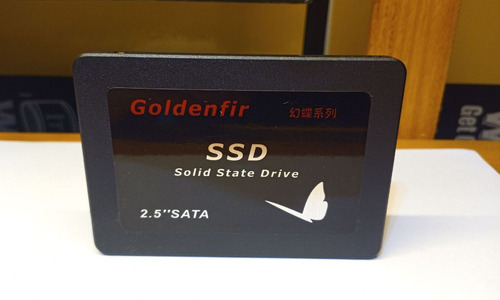 Goldenfir 幻蝶系列
SSD
Solid State Drive
2.5''SATA